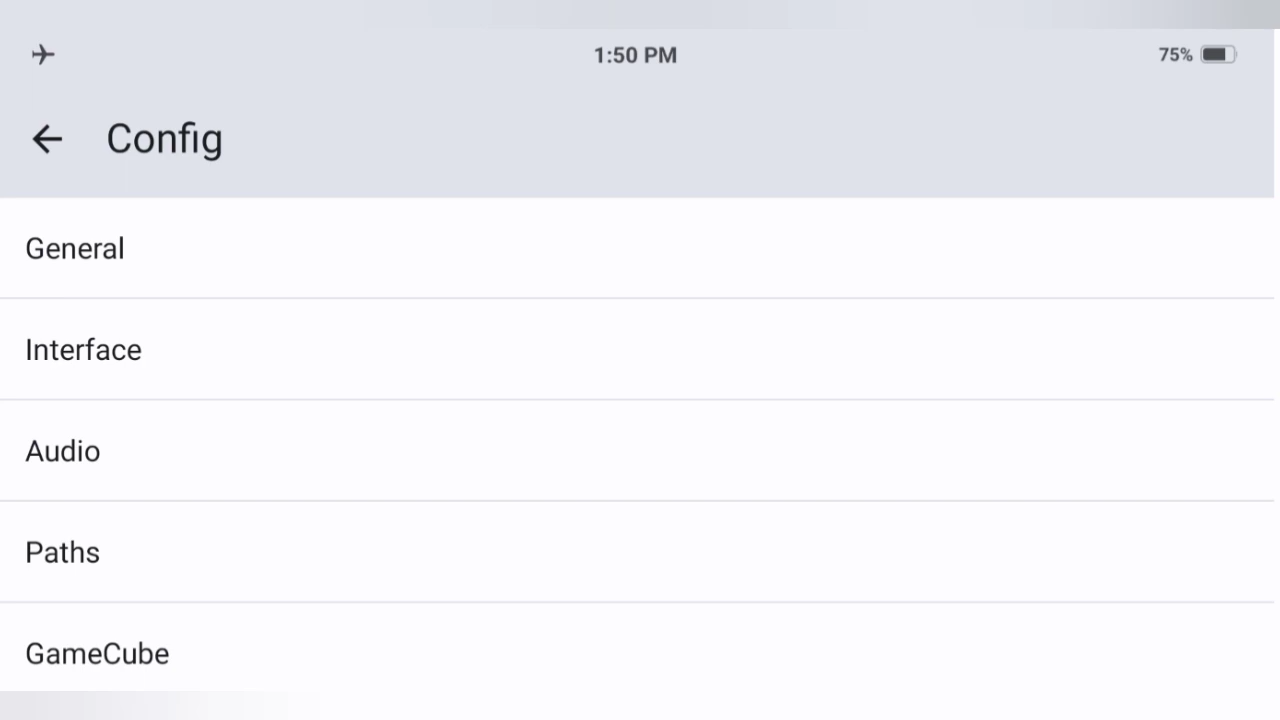 1:50 PM
75%
Config
General
Interface
Audio
Paths
GameCube